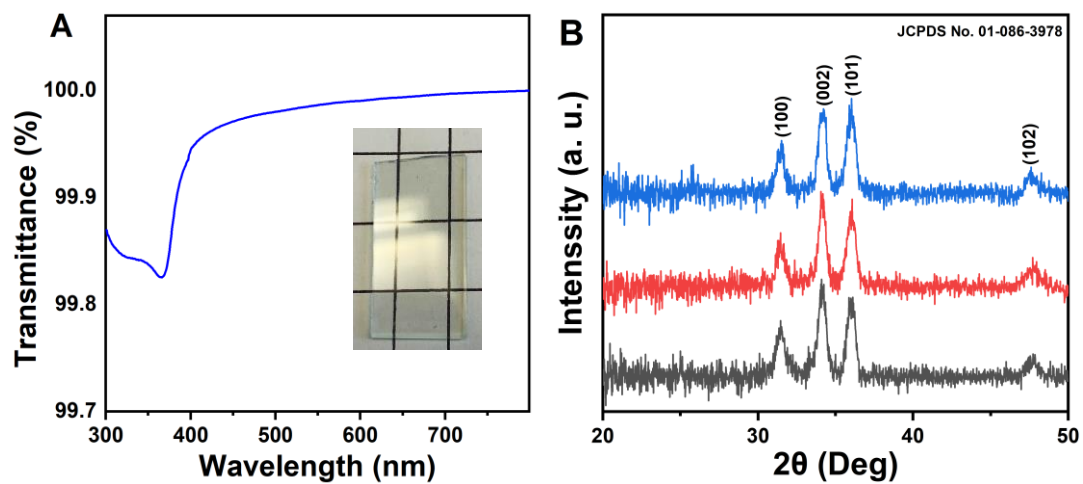 A
Transmittance (%)
100.0
99.9
99.8
99.7
300 400 500 600 700
Wavelength (nm)
B
JCPDS No. 01-086-3978
Intenssity (a. u.)
(100)
(002)
(101)
(102)
20 30 40 50
2θ (Deg)